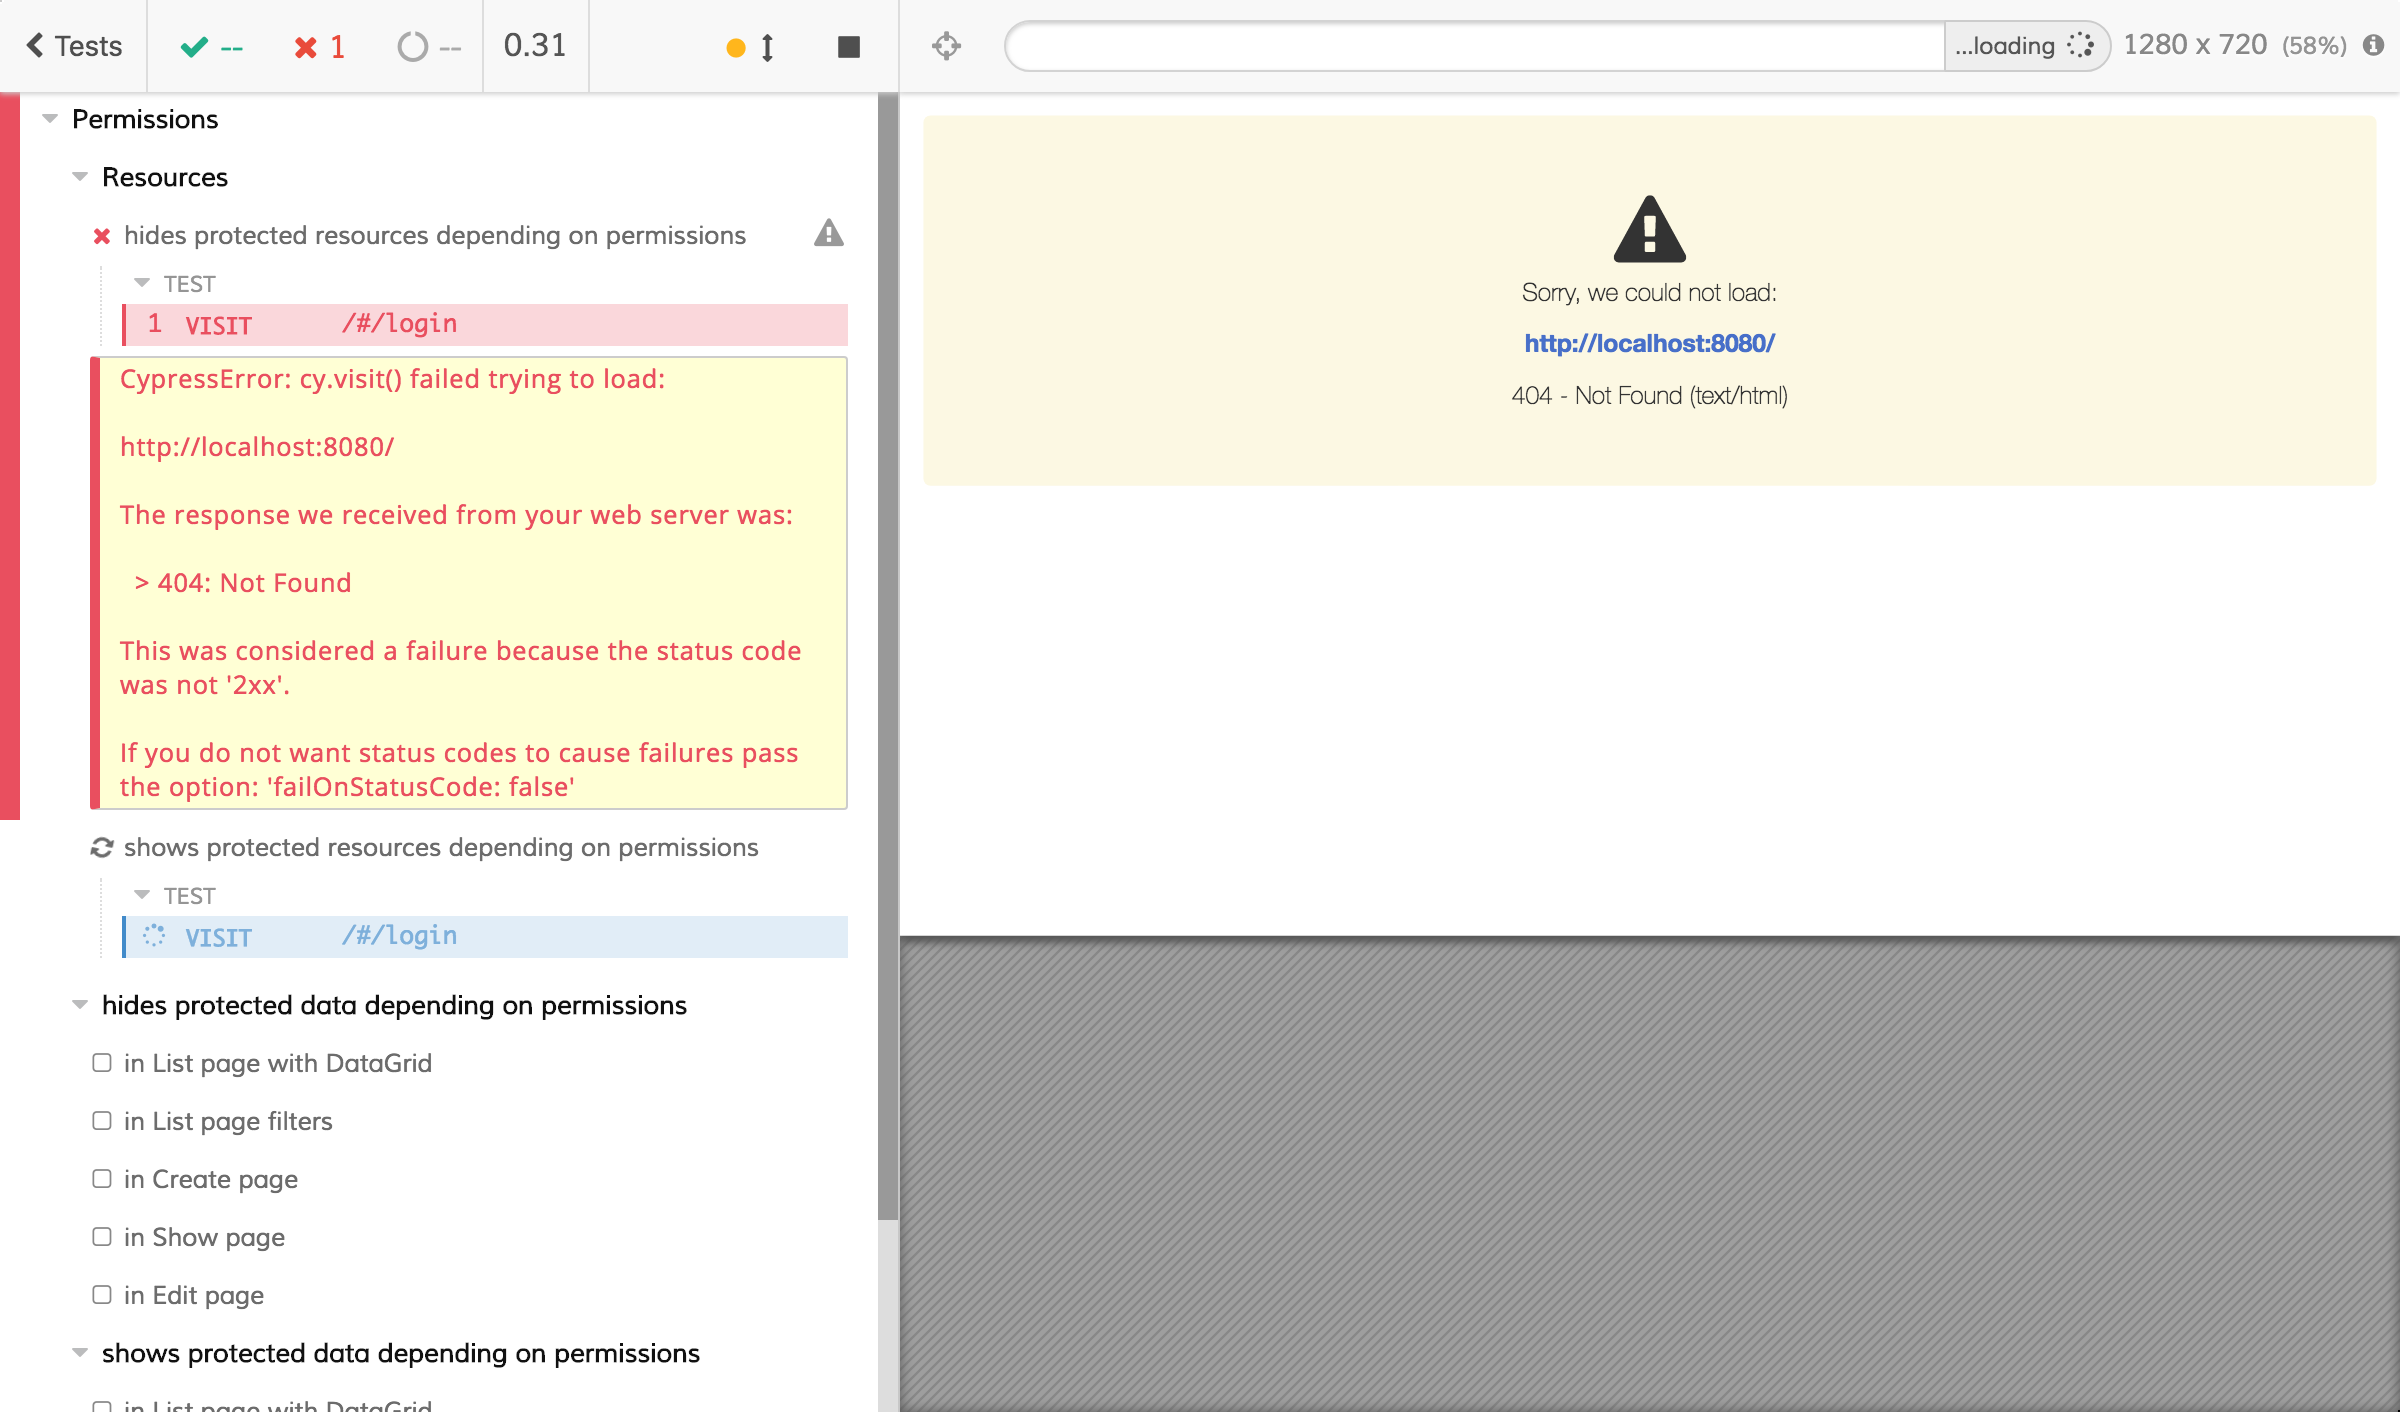 Tests
--
1
--
0.31
...loading
1280 x 720 (58%)
Permissions
Resources
hides protected resources depending on permissions
TEST
1 VISIT /#/login
CypressError: cy.visit() failed trying to load:
http://localhost:8080/
The response we received from your web server was:
> 404: Not Found
This was considered a failure because the status code
was not '2xx'.
If you do not want status codes to cause failures pass
the option: 'failOnStatusCode: false'
shows protected resources depending on permissions
TEST
VISIT /#/login
hides protected data depending on permissions
in List page with DataGrid
in List page filters
in Create page
in Show page
in Edit page
shows protected data depending on permissions
in List page with DataGrid
Sorry, we could not load:
http://localhost:8080/
404 - Not Found (text/html)